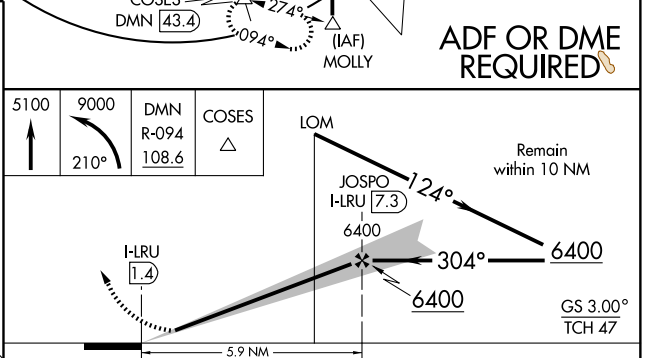 COSES
DMN 43.4
274°
094°
(IAF)
MOLLY
ADF OR DME
REQUIRED
5100
9000
210°
DMN
R-094
108.6
COSES
LOM
Remain
within 10 NM
124°
JOSPO
I-LRU 7.3
6400
I-LRU
1.4
304°
6400
6400
GS 3.00°
TCH 47
5.9 NM